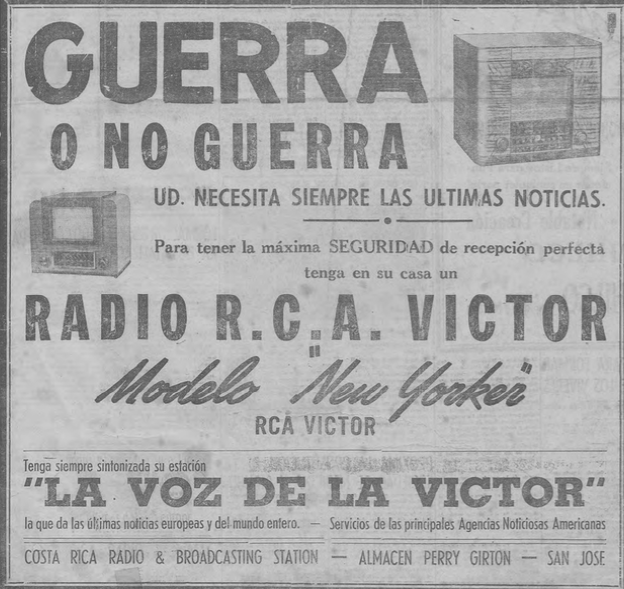 GUERRA
O NO GUERRA
UD. NECESITA SIEMPRE LAS ULTIMAS NOTICIAS.
Para tener la máxima SEGURIDAD de recepción perfecta
tenga en su casa un
RADIO R.C.A. VICTOR
Modelo "New Yorker"
RCA VICTOR
Tenga siempre sintonizada su estación
"LA VOZ DE LA VICTOR"
la que da las últimas noticias europeas y del mundo entero. — Servicios de las principales Agencias Noticiosas Americanas
COSTA RICA RADIO & BROADCASTING STATION — ALMACEN PERRY GIRTON — SAN JOSE